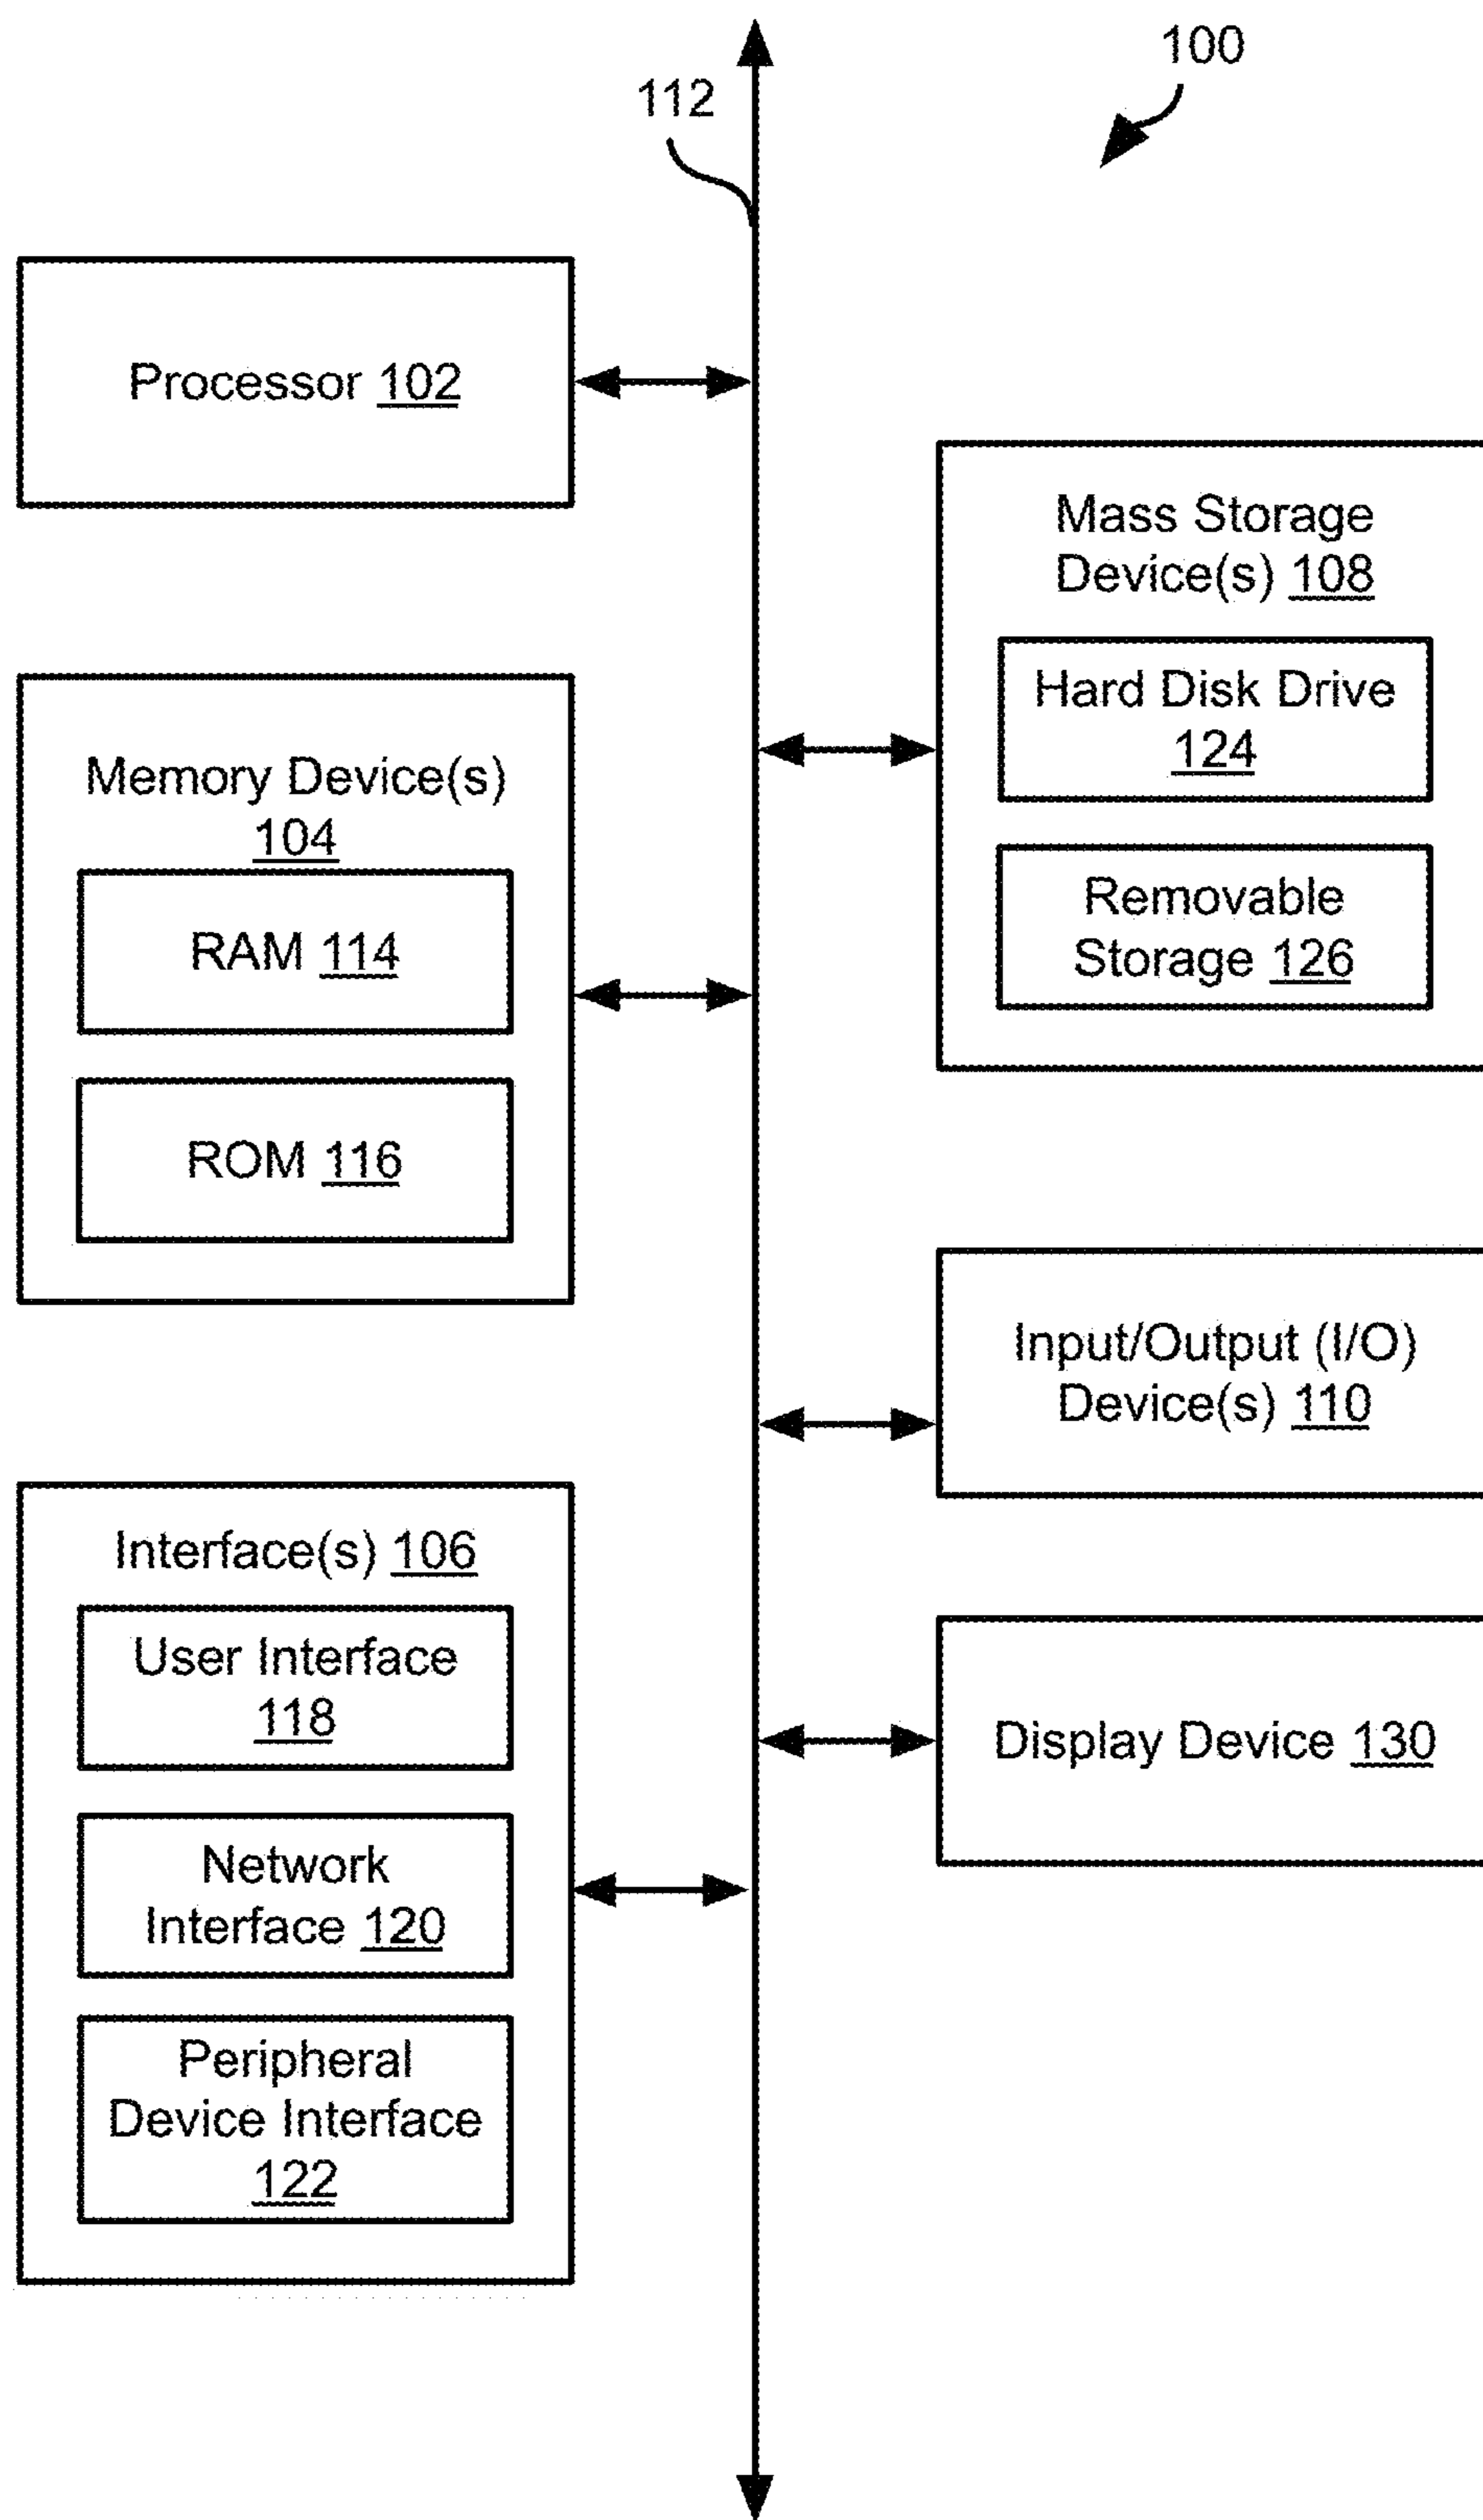 100
112
Processor 102
Mass Storage
Device(s) 108
Hard Disk Drive
124
Removable
Storage 126
Memory Device(s)
104
RAM 114
ROM 116
Input/Output (I/O)
Device(s) 110
Interface(s) 106
User Interface
118
Network
Interface 120
Peripheral
Device Interface
122
Display Device 130